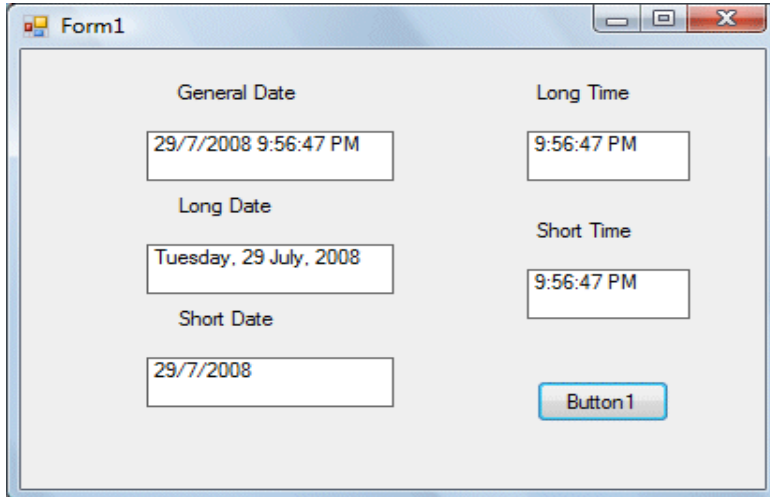 Form1
General Date
29/7/2008 9:56:47 PM
Long Date
Tuesday, 29 July, 2008
Short Date
29/7/2008
Long Time
9:56:47 PM
Short Time
9:56:47 PM
Button1